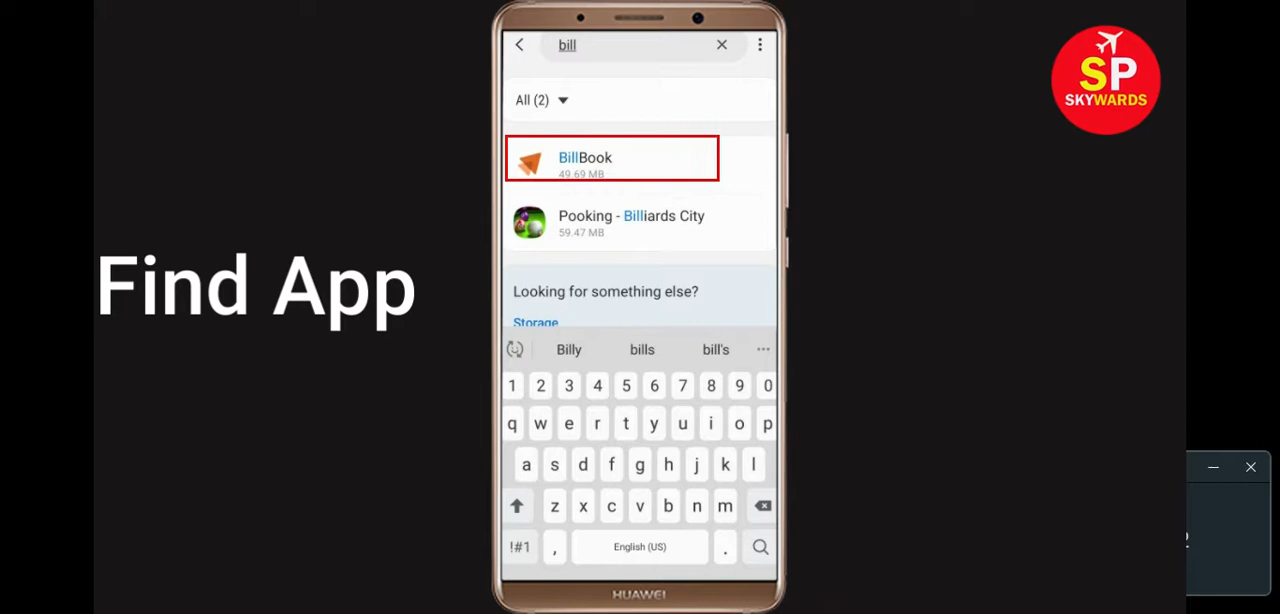 bill
SP
SKYWARDS
All (2)
BillBook
49.69 MB
Pooking - Billiards City
59.47 MB
Find App
Looking for something else?
Storage
Billy bills bill's ...
1 2 3 4 5 6 7 8 9 0
q w e r t y u i o p
a s d f g h j k l
z x c v b n m
!#1 , English (US) .
HUAWEI